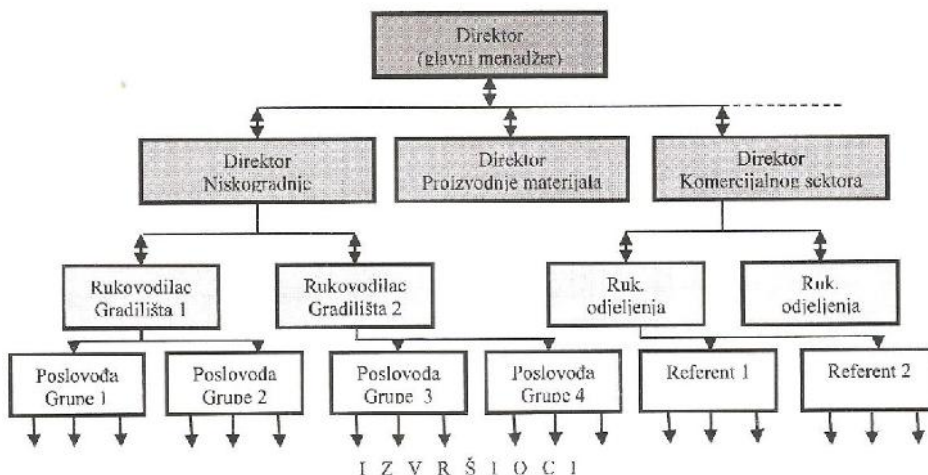 Direktor
(glavni menadžer)
Direktor
Niskogradnje
Direktor
Proizvodnje materijala
Direktor
Komercijalnog sektora
Rukovodilac
Gradilišta 1
Rukovodilac
Gradilišta 2
Ruk.
odjeljenja
Ruk.
odjeljenja
Poslovođa
Grupe 1
Poslovođa
Grupe 2
Poslovođa
Grupe 3
Poslovođa
Grupe 4
Referent 1
Referent 2
I Z V R Š I O C I